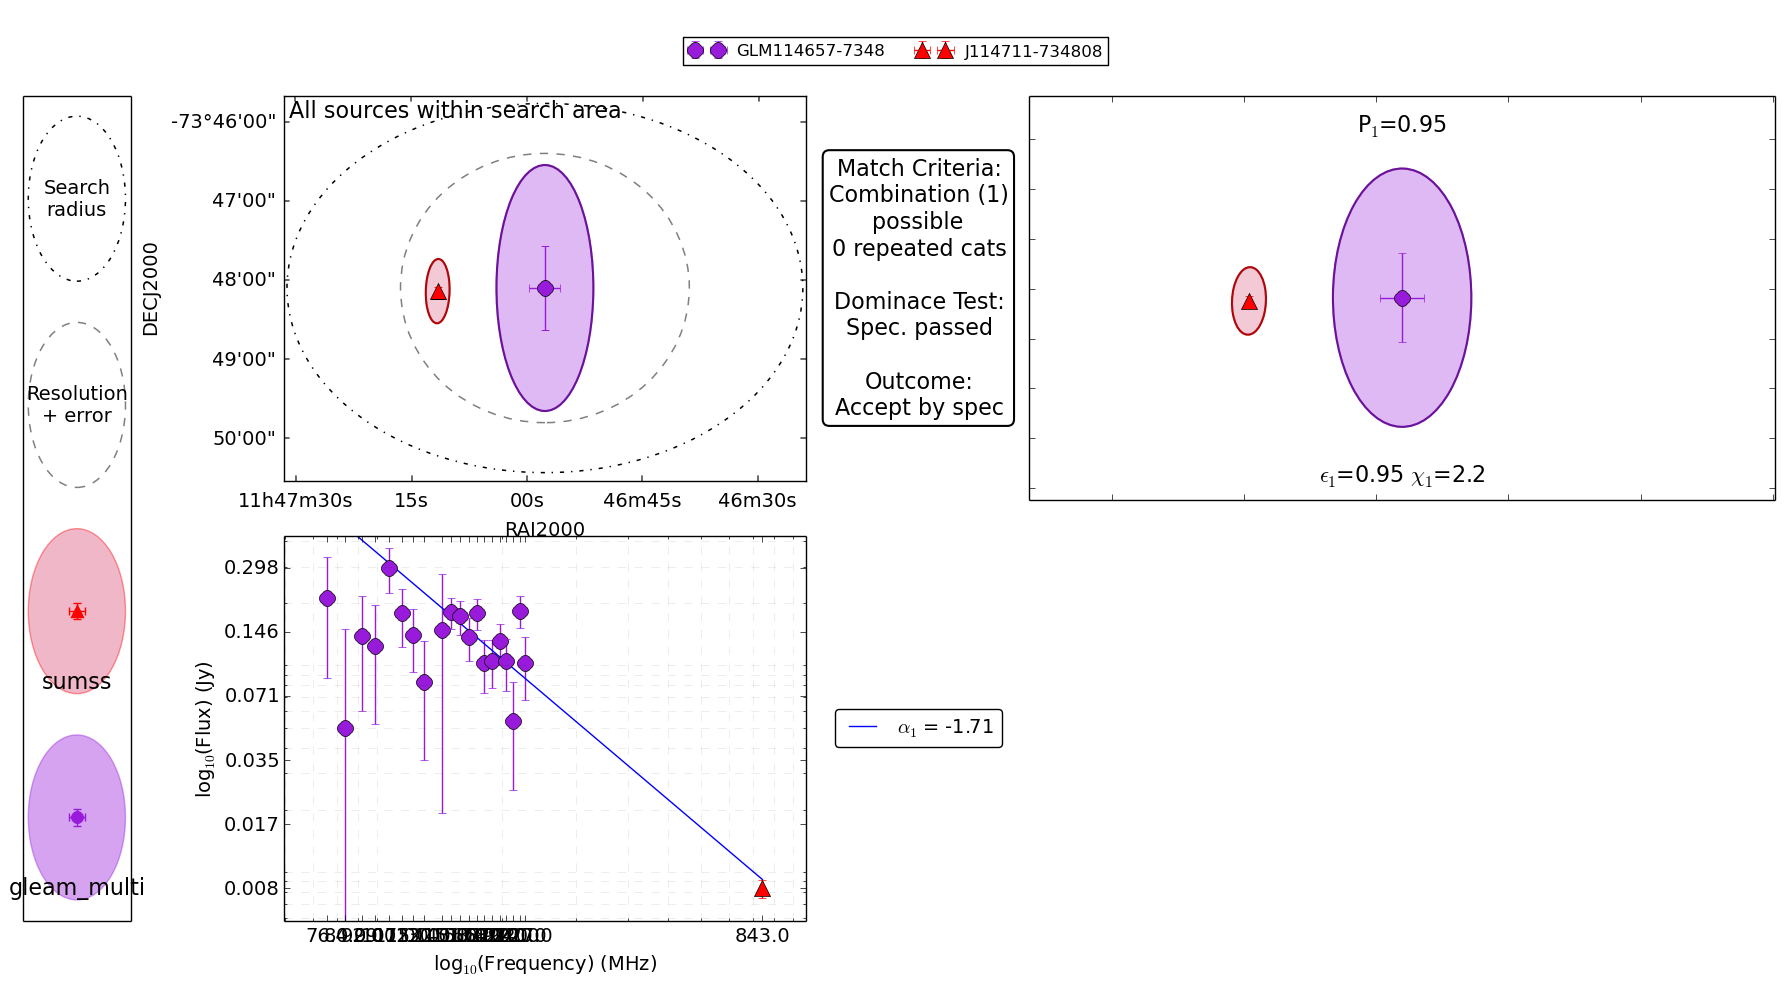 GLM114657-7348 J114711-734808
Search
radius
Resolution
+ error
sumss
gleam_multi
All sources within search area
DECJ2000
-73°46'00"
47'00"
48'00"
49'00"
50'00"
11h47m30s 15s 00s 46m45s 46m30s
RAJ2000
Match Criteria:
Combination (1)
possible
0 repeated cats
Dominace Test:
Spec. passed
Outcome:
Accept by spec
P₁=0.95
ϵ₁=0.95 χ₁=2.2
log₁₀(Flux) (Jy)
0.298
0.146
0.071
0.035
0.017
0.008
843.0
log₁₀(Frequency) (MHz)
α₁ = -1.71